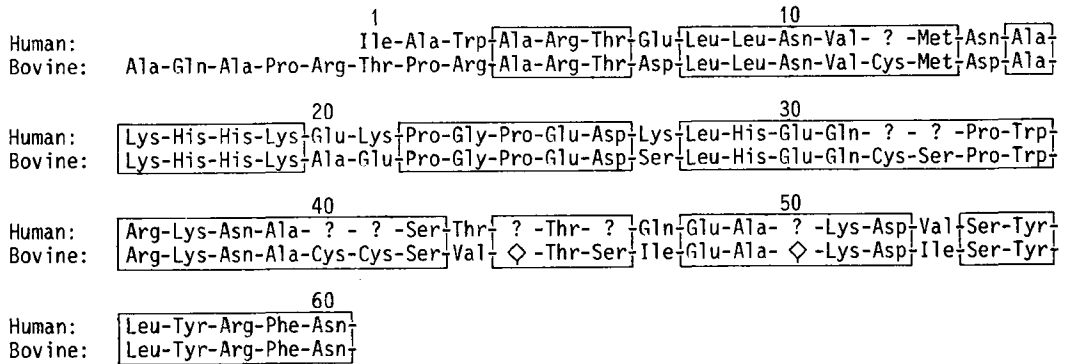 1 10
Human: Ile-Ala-Trp-Ala-Arg-Thr-Glu-Leu-Leu-Asn-Val- ? -Met-Asn-Ala-
Bovine: Ala-Gln-Ala-Pro-Arg-Thr-Pro-Arg-Ala-Arg-Thr-Asp-Leu-Leu-Asn-Val-Cys-Met-Asp-Ala-
20 30
Human: Lys-His-His-Lys-Glu-Lys-Pro-Gly-Pro-Glu-Asp-Lys-Leu-His-Glu-Gln- ? - ? -Pro-Trp-
Bovine: Lys-His-His-Lys-Ala-Glu-Pro-Gly-Pro-Glu-Asp-Ser-Leu-His-Glu-Gln-Cys-Ser-Pro-Trp-
40 50
Human: Arg-Lys-Asn-Ala- ? - ? -Ser-Thr- ? -Thr- ? -Gln-Glu-Ala- ? -Lys-Asp-Val-Ser-Tyr-
Bovine: Arg-Lys-Asn-Ala-Cys-Cys-Ser-Val- ◇ -Thr-Ser-Ile-Glu-Ala- ◇ -Lys-Asp-Ile-Ser-Tyr-
60
Human: Leu-Tyr-Arg-Phe-Asn-
Bovine: Leu-Tyr-Arg-Phe-Asn-